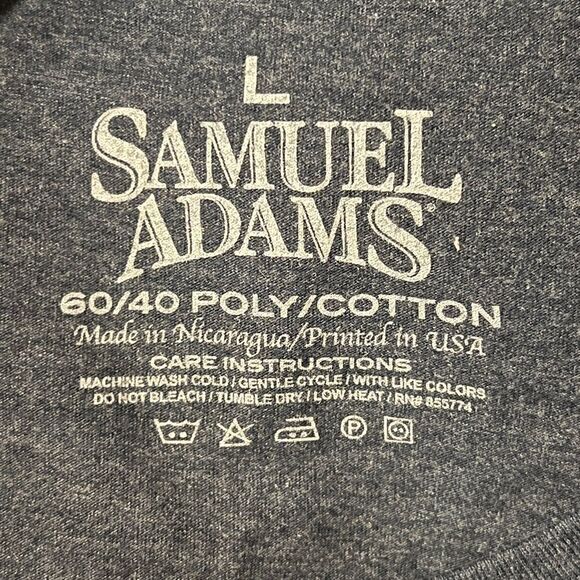 L
SAMUEL
ADAMS®
60/40 POLY/COTTON
Made in Nicaragua/Printed in USA
CARE INSTRUCTIONS
MACHINE WASH COLD / GENTLE CYCLE / WITH LIKE COLORS
DO NOT BLEACH / TUMBLE DRY / LOW HEAT / RN# 855774
P